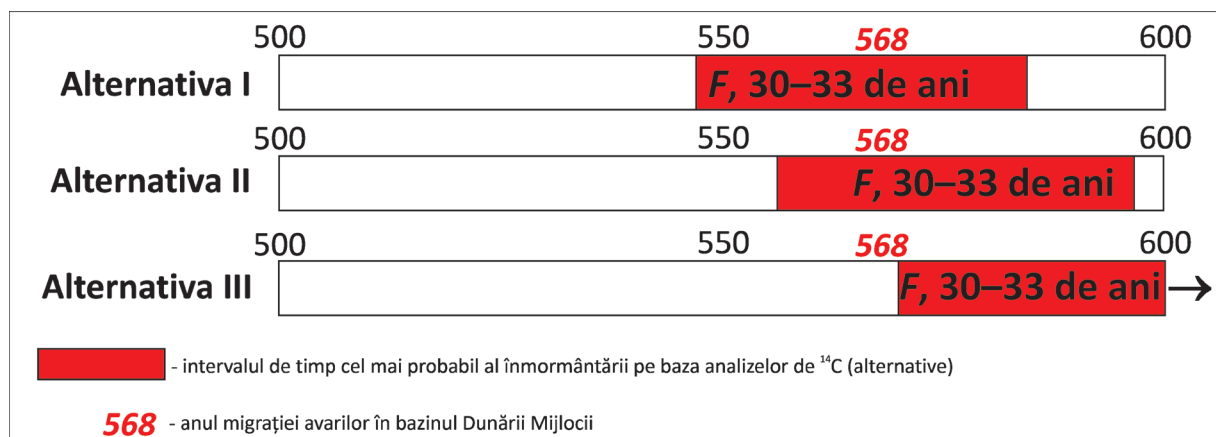 500 550 568 600
Alternativa I F, 30–33 de ani
500 550 568 600
Alternativa II F, 30–33 de ani
500 550 568 600
Alternativa III F, 30–33 de ani →
- intervalul de timp cel mai probabil al înmormântării pe baza analizelor de ¹⁴C (alternative)
568 - anul migrației avarilor în bazinul Dunării Mijlocii